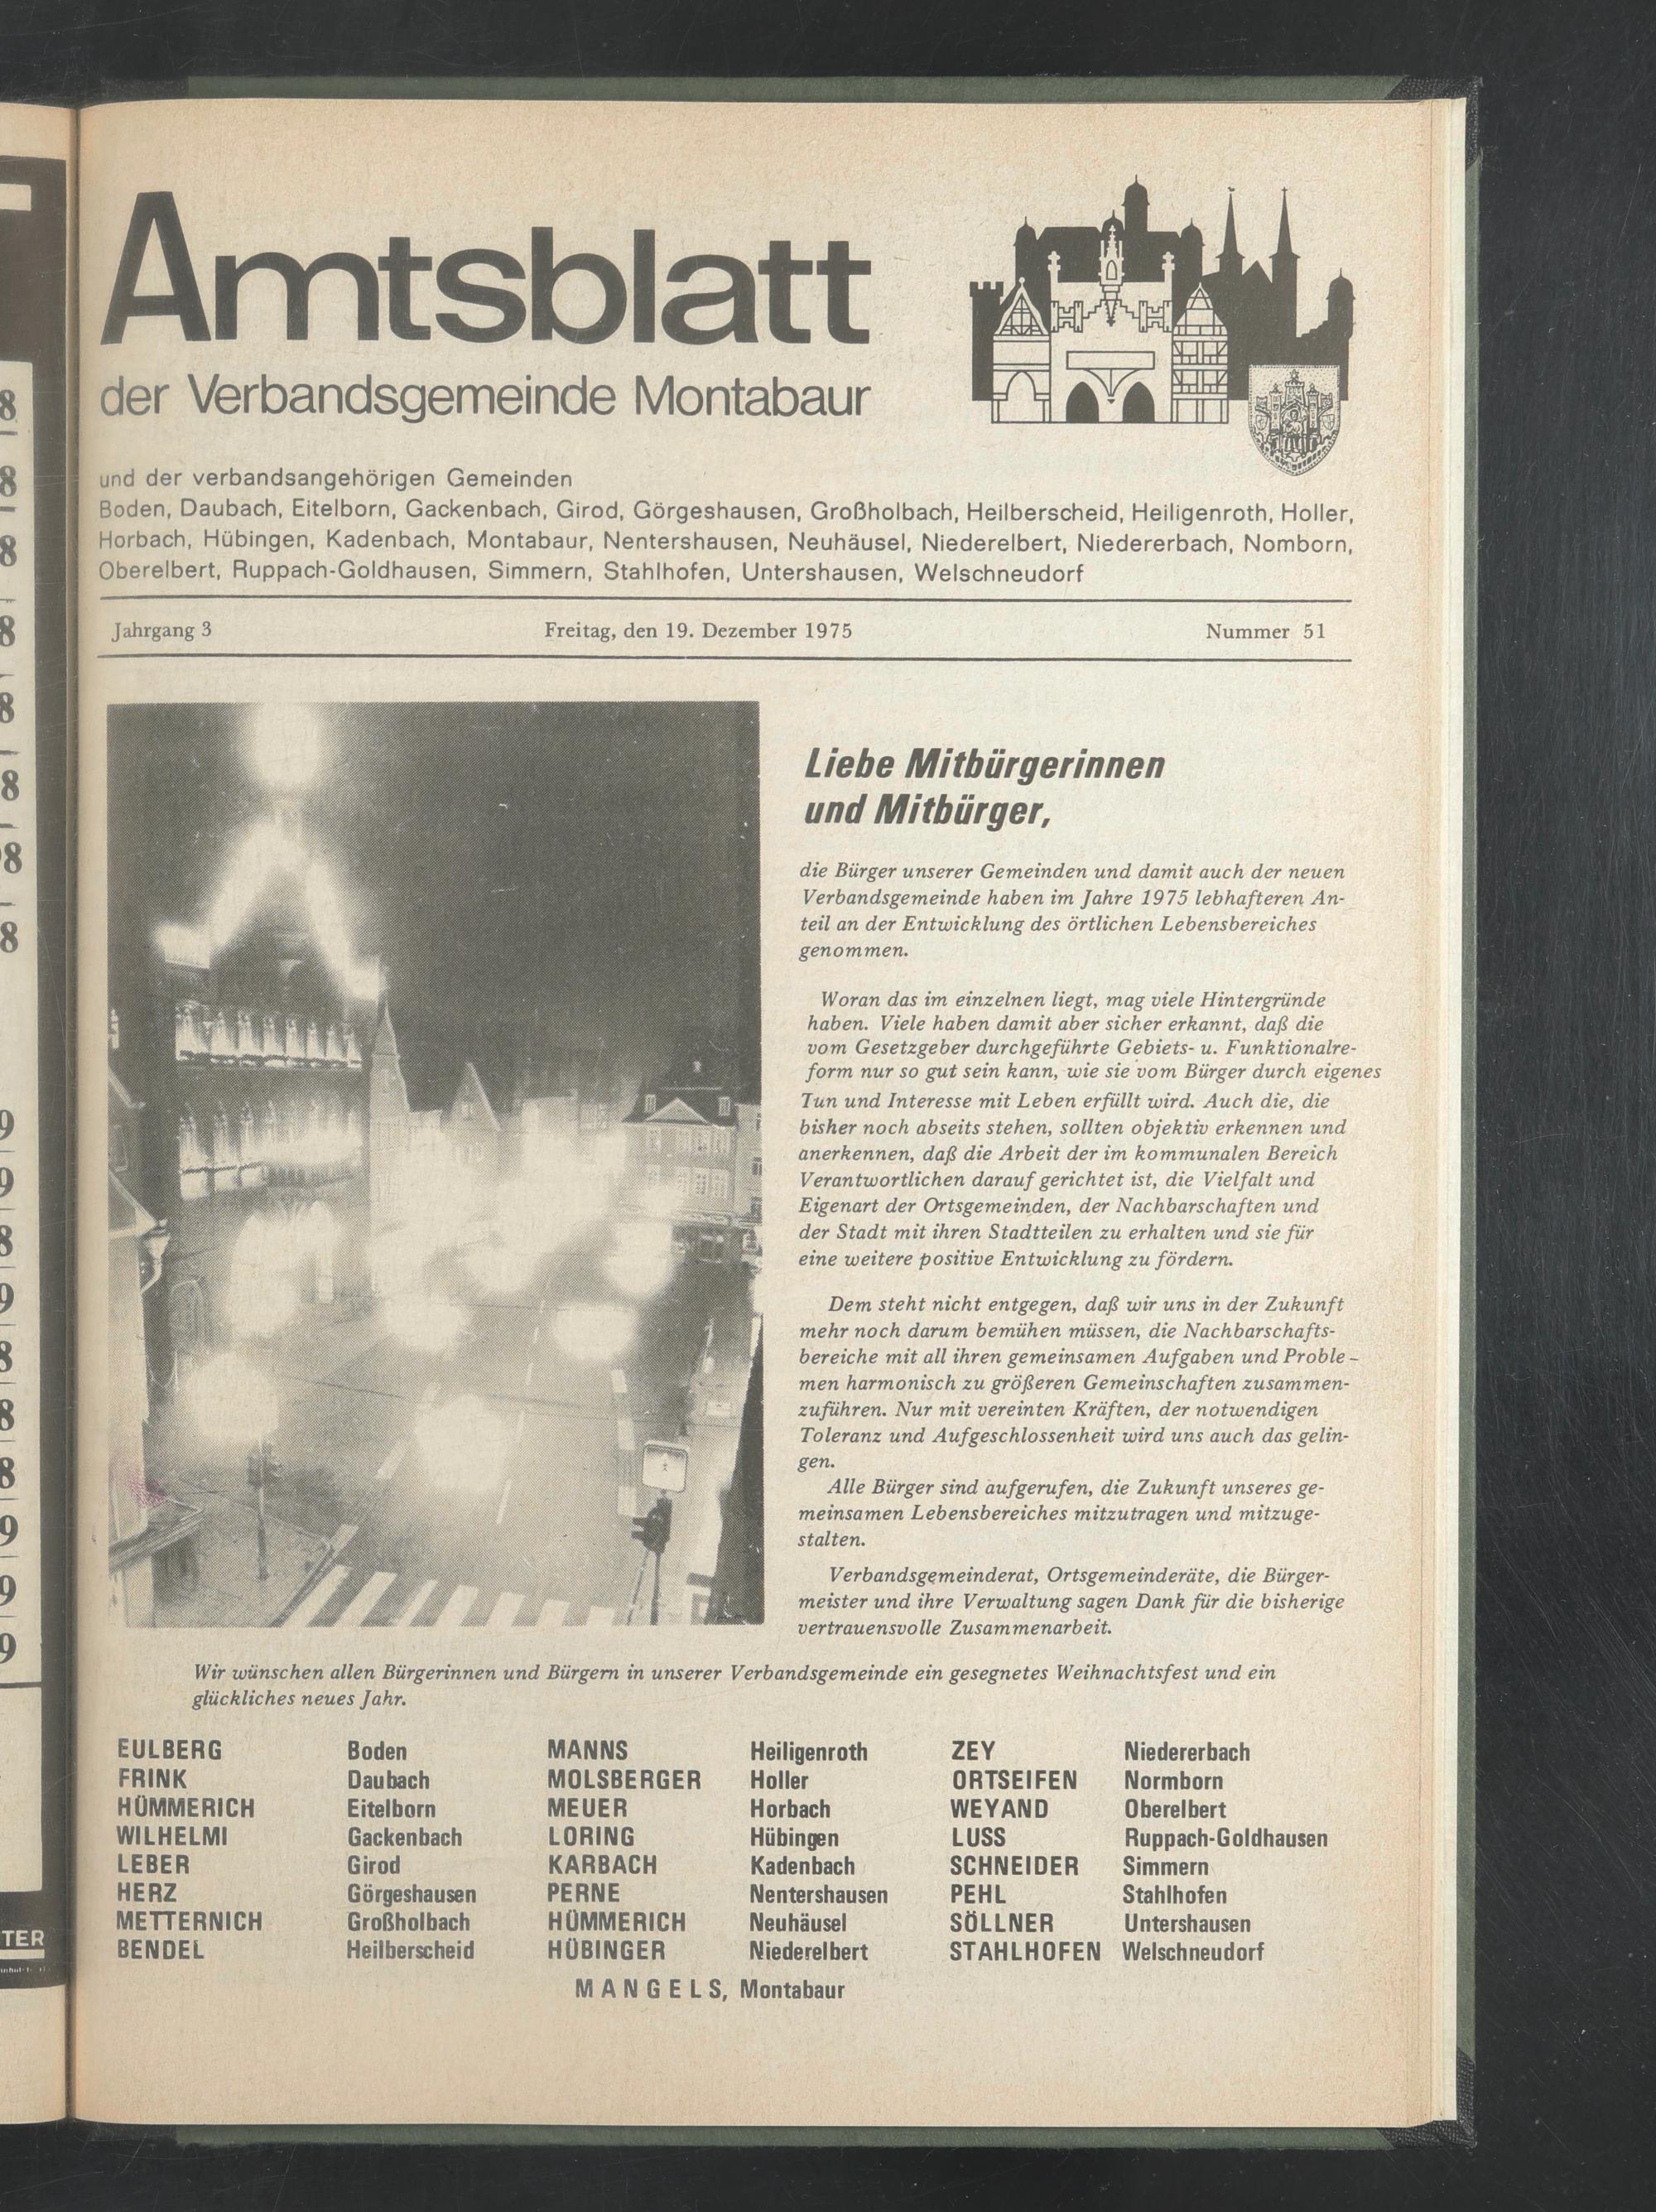 Amtsblatt
der Verbandsgemeinde Montabaur
und der verbandsangehörigen Gemeinden
Boden, Daubach, Eitelborn, Gackenbach, Girod, Görgeshausen, Großholbach, Heilberscheid, Heiligenroth, Holler,
Horbach, Hübingen, Kadenbach, Montabaur, Nentershausen, Neuhäusel, Niederelbert, Niedererbach, Nomborn,
Oberelbert, Ruppach-Goldhausen, Simmern, Stahlhofen, Untershausen, Welschneudorf
Jahrgang 3 Freitag, den 19. Dezember 1975 Nummer 51
Liebe Mitbürgerinnen
und Mitbürger,
die Bürger unserer Gemeinden und damit auch der neuen
Verbandsgemeinde haben im Jahre 1975 lebhafteren An-
teil an der Entwicklung des örtlichen Lebensbereiches
genommen.
Woran das im einzelnen liegt, mag viele Hintergründe
haben. Viele haben damit aber sicher erkannt, daß die
vom Gesetzgeber durchgeführte Gebiets- u. Funktionalre-
form nur so gut sein kann, wie sie vom Bürger durch eigenes
Tun und Interesse mit Leben erfüllt wird. Auch die, die
bisher noch abseits stehen, sollten objektiv erkennen und
anerkennen, daß die Arbeit der im kommunalen Bereich
Verantwortlichen darauf gerichtet ist, die Vielfalt und
Eigenart der Ortsgemeinden, der Nachbarschaften und
der Stadt mit ihren Stadtteilen zu erhalten und sie für
eine weitere positive Entwicklung zu fördern.
Dem steht nicht entgegen, daß wir uns in der Zukunft
mehr noch darum bemühen müssen, die Nachbarschafts-
bereiche mit all ihren gemeinsamen Aufgaben und Proble-
men harmonisch zu größeren Gemeinschaften zusammen-
zuführen. Nur mit vereinten Kräften, der notwendigen
Toleranz und Aufgeschlossenheit wird uns auch das gelin-
gen.
Alle Bürger sind aufgerufen, die Zukunft unseres ge-
meinsamen Lebensbereiches mitzutragen und mitzuge-
stalten.
Verbandsgemeinderat, Ortsgemeinderäte, die Bürger-
meister und ihre Verwaltung sagen Dank für die bisherige
vertrauensvolle Zusammenarbeit.
Wir wünschen allen Bürgerinnen und Bürgern in unserer Verbandsgemeinde ein gesegnetes Weihnachtsfest und ein
glückliches neues Jahr.
EULBERG Boden MANNS Heiligenroth ZEY Niedererbach
FRINK Daubach MOLSBERGER Holler ORTSEIFEN Normborn
HÜMMERICH Eitelborn MEUER Horbach WEYAND Oberelbert
WILHELMI Gackenbach LORING Hübingen LUSS Ruppach-Goldhausen
LEBER Girod KARBACH Kadenbach SCHNEIDER Simmern
HERZ Görgeshausen PERNE Nentershausen PEHL Stahlhofen
METTERNICH Großholbach HÜMMERICH Neuhäusel SÖLLNER Untershausen
BENDEL Heilberscheid HÜBINGER Niederelbert STAHLHOFEN Welschneudorf
MANGELS, Montabaur